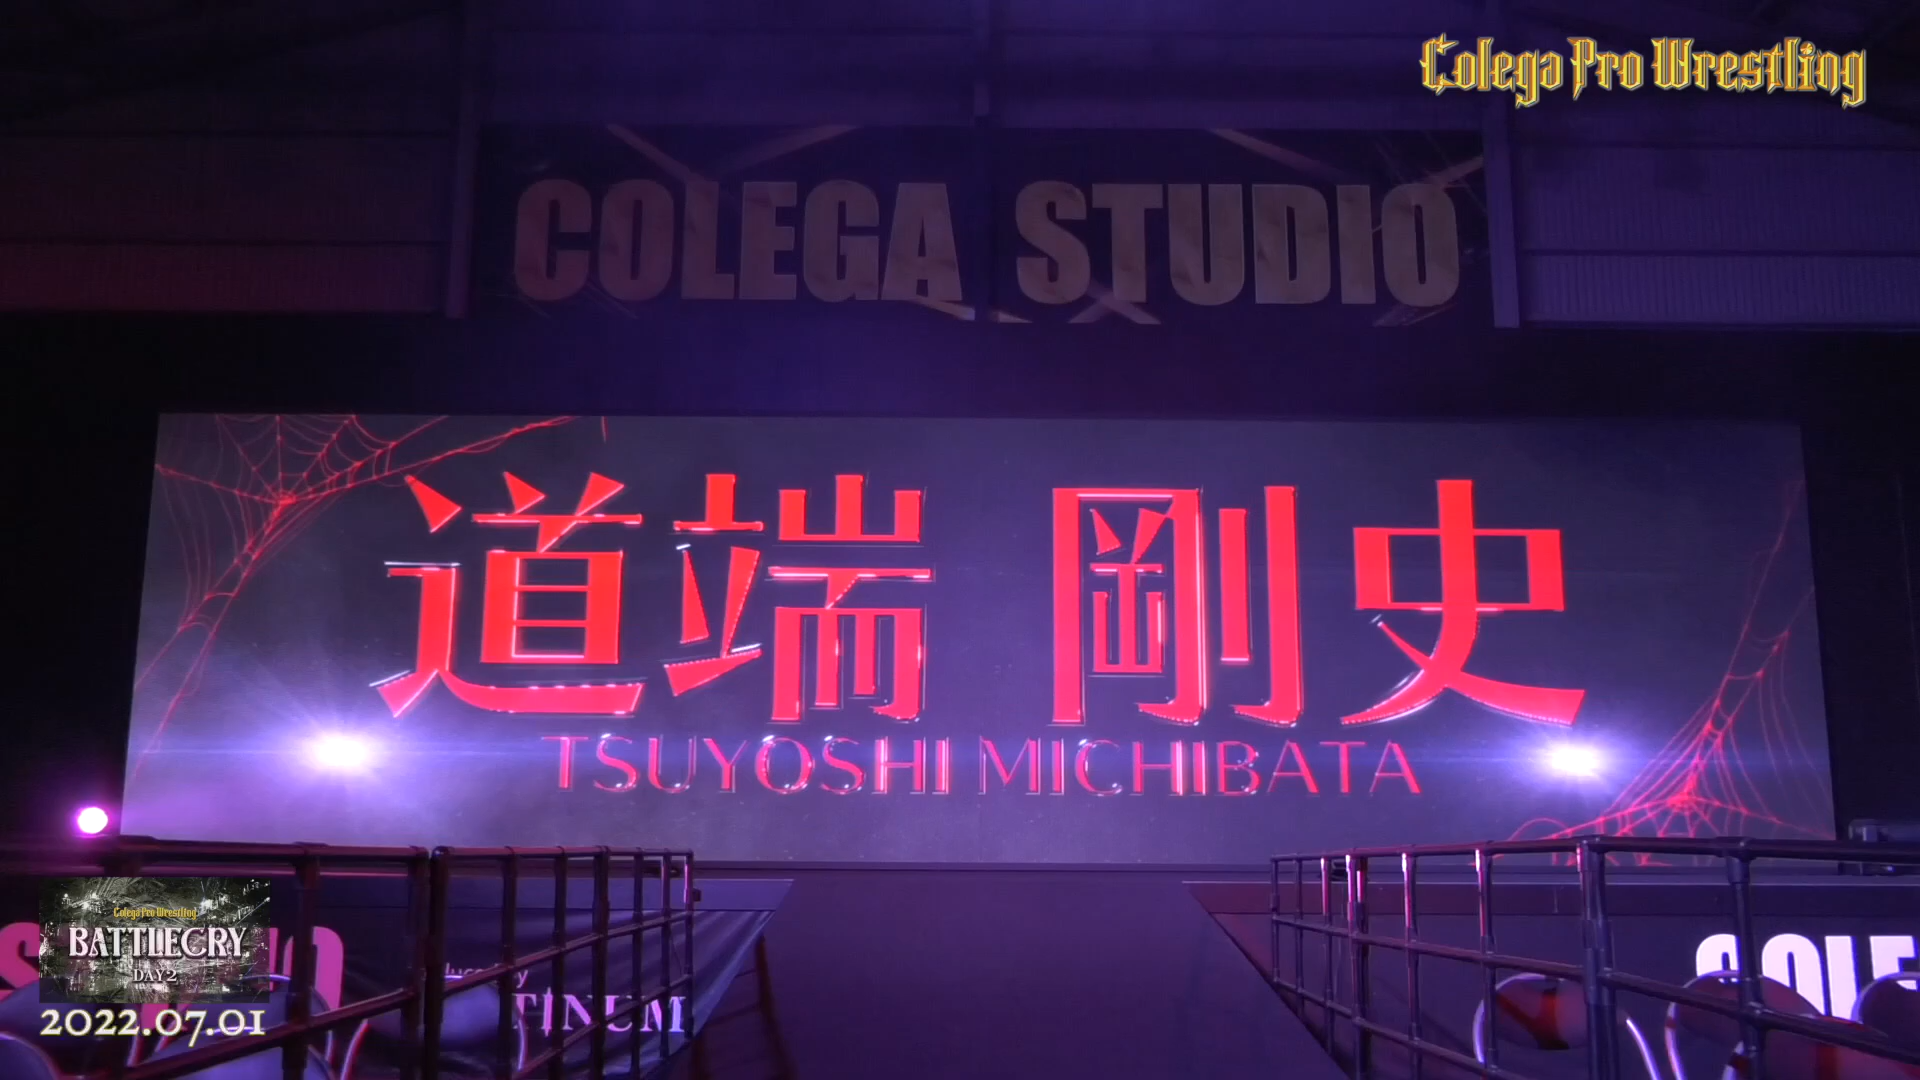 Colega Pro Wrestling
COLEGA STUDIO
道端 剛史
TSUYOSHI MICHIBATA
Colega Pro Wrestling
BATTLECRY
DAY2
2022.07.01